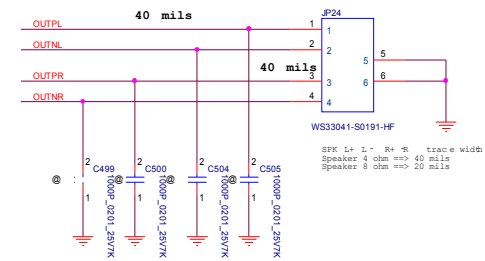 40 mils
JP24
OUTPL
1
1
OUTNL
2
2
5
5
40 mils
OUTPR
3
3
6
6
OUTNR
4
4
WS33041-S0191-HF
SPK L+ L- R+ R trace width
Speaker 4 ohm ==> 40 mils
Speaker 8 ohm ==> 20 mils
2
2
2
2
@
C499
@
C500
@
C504
@
C505
1
1
1
1
1000P_0201_25V7K
1000P_0201_25V7K
1000P_0201_25V7K
1000P_0201_25V7K